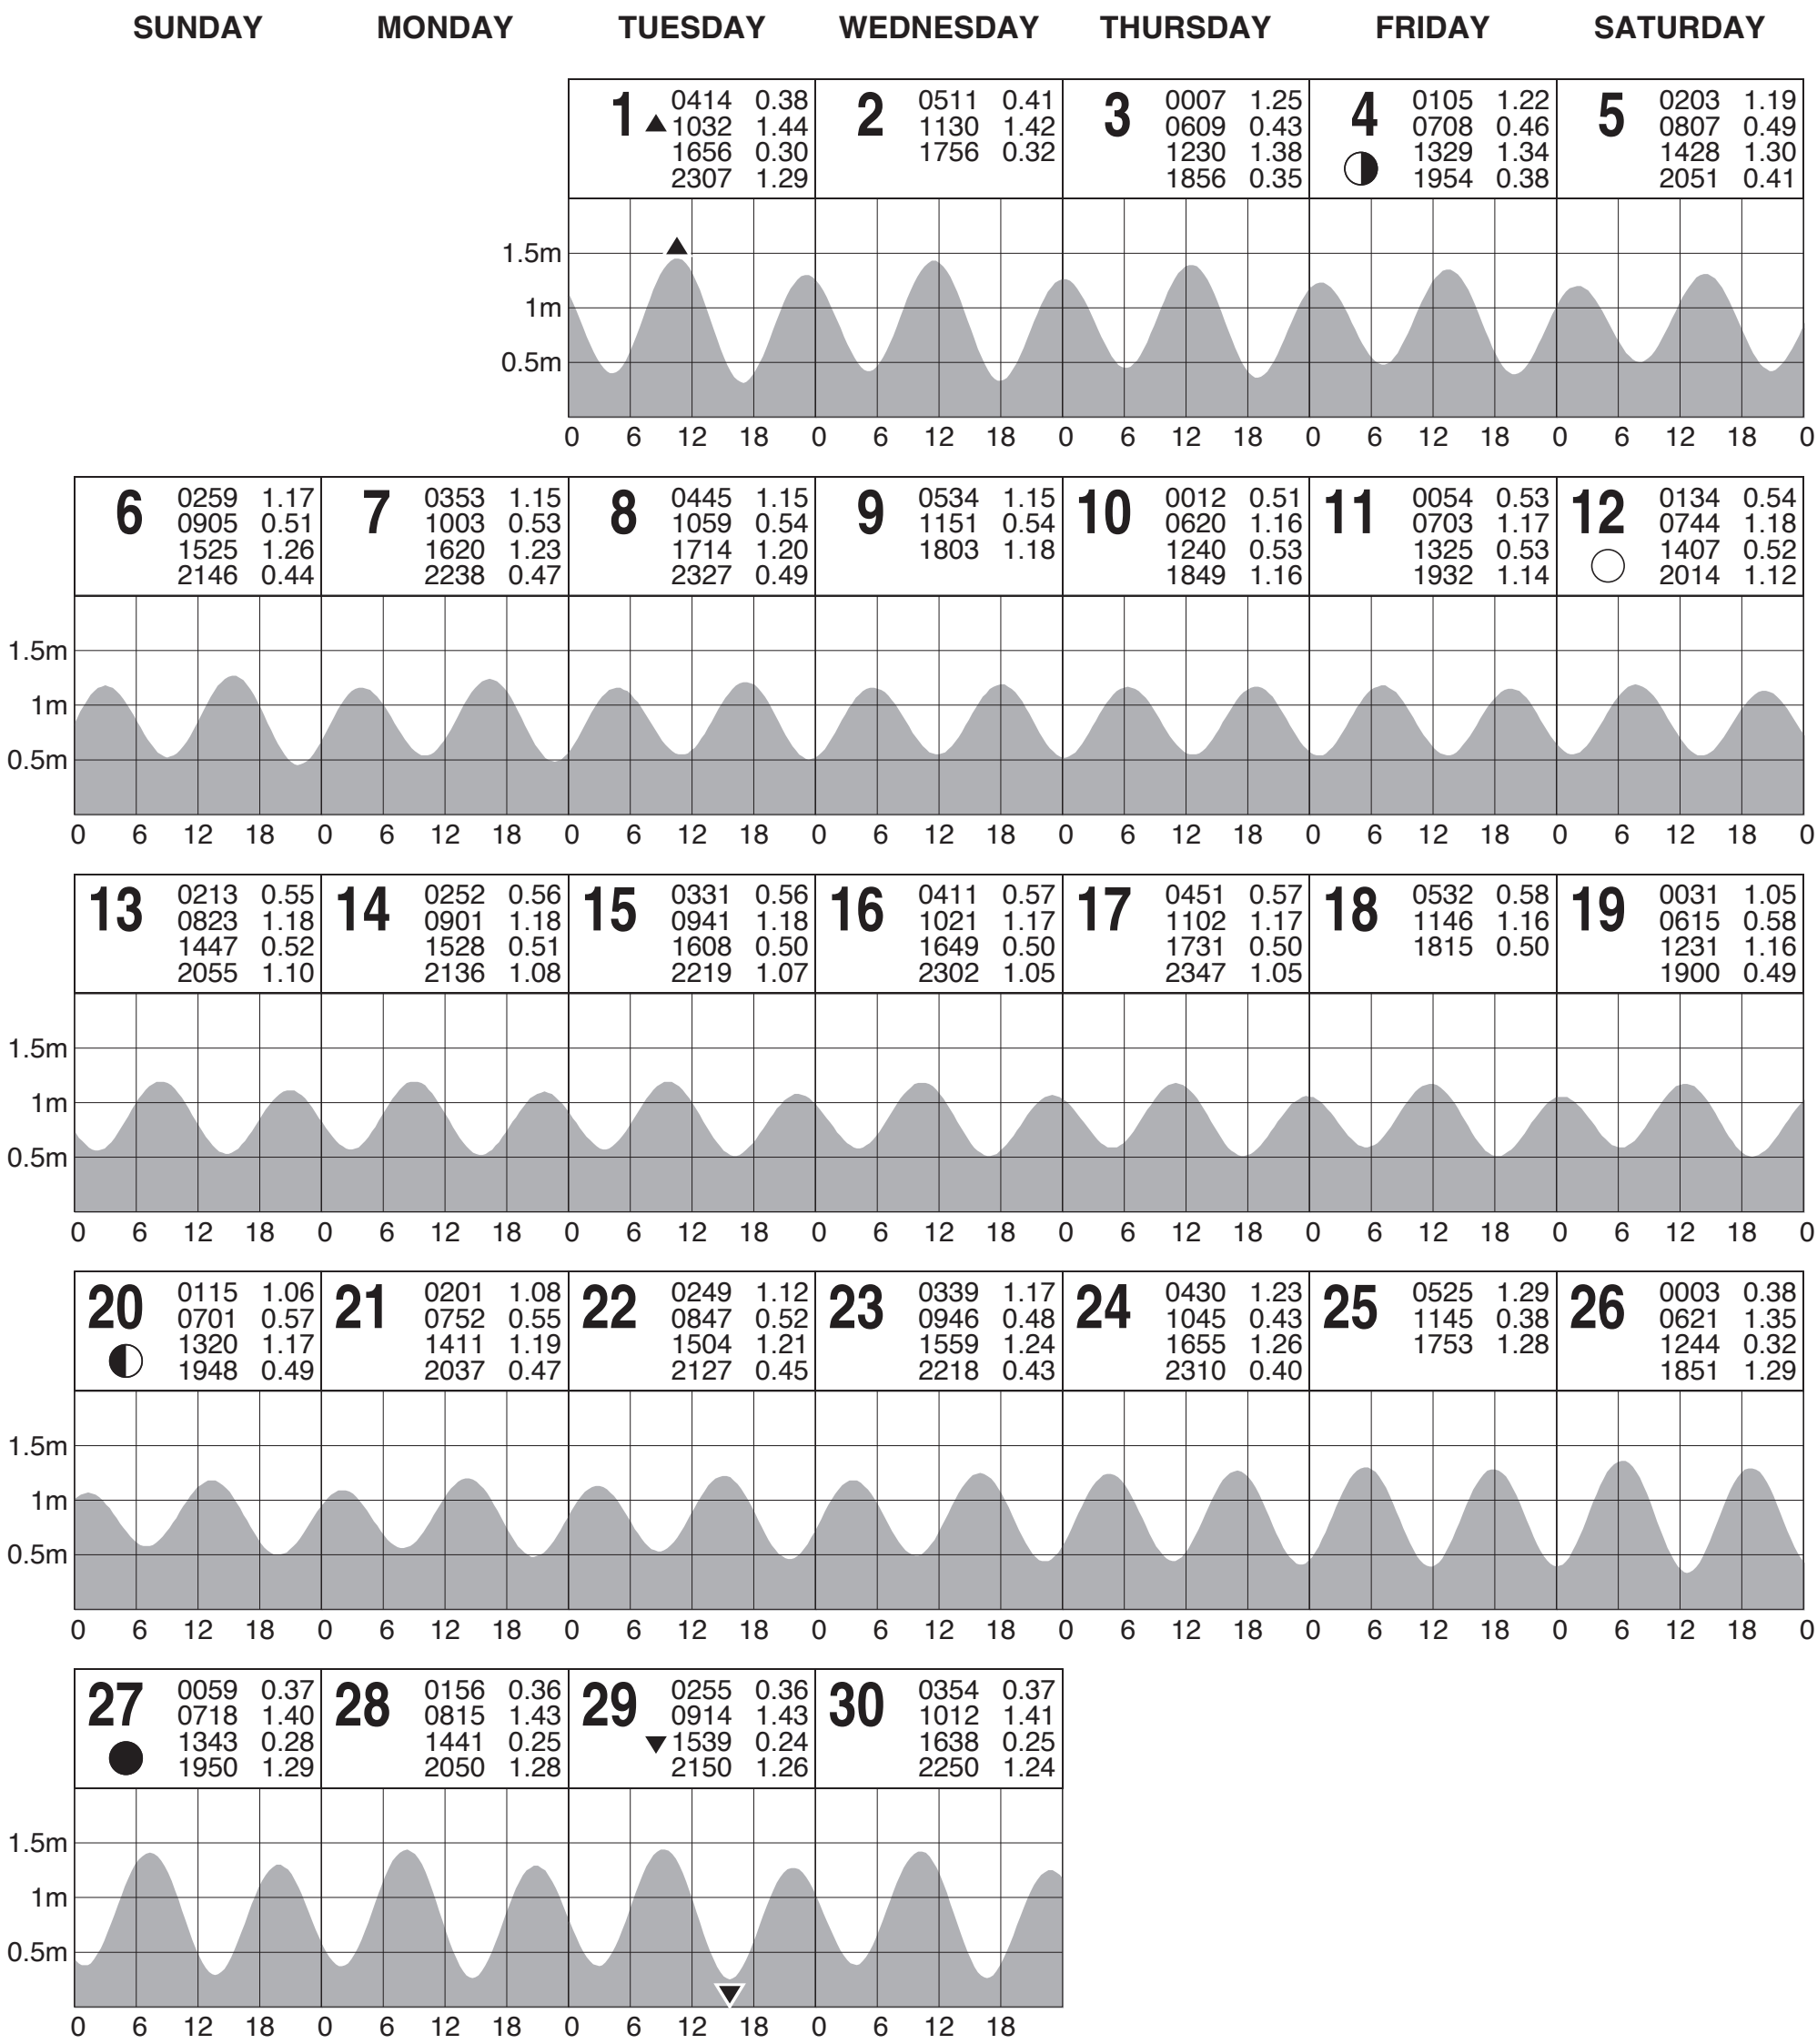 SUNDAY MONDAY TUESDAY WEDNESDAY THURSDAY FRIDAY SATURDAY
1 ▲ 0414 0.38
1032 1.44
1656 0.30
2307 1.29
2 0511 0.41
1130 1.42
1756 0.32
3 0007 1.25
0609 0.43
1230 1.38
1856 0.35
4 0105 1.22
0708 0.46
1329 1.34
1954 0.38
5 0203 1.19
0807 0.49
1428 1.30
2051 0.41
1.5m
1m
0.5m
0 6 12 18 0 6 12 18 0 6 12 18 0 6 12 18 0 6 12 18 0
6 0259 1.17
0905 0.51
1525 1.26
2146 0.44
7 0353 1.15
1003 0.53
1620 1.23
2238 0.47
8 0445 1.15
1059 0.54
1714 1.20
2327 0.49
9 0534 1.15
1151 0.54
1803 1.18
10 0012 0.51
0620 1.16
1240 0.53
1849 1.16
11 0054 0.53
0703 1.17
1325 0.53
1932 1.14
12 0134 0.54
0744 1.18
1407 0.52
2014 1.12
1.5m
1m
0.5m
0 6 12 18 0 6 12 18 0 6 12 18 0 6 12 18 0 6 12 18 0 6 12 18 0 6 12 18 0
13 0213 0.55
0823 1.18
1447 0.52
2055 1.10
14 0252 0.56
0901 1.18
1528 0.51
2136 1.08
15 0331 0.56
0941 1.18
1608 0.50
2219 1.07
16 0411 0.57
1021 1.17
1649 0.50
2302 1.05
17 0451 0.57
1102 1.17
1731 0.50
2347 1.05
18 0532 0.58
1146 1.16
1815 0.50
19 0031 1.05
0615 0.58
1231 1.16
1900 0.49
1.5m
1m
0.5m
0 6 12 18 0 6 12 18 0 6 12 18 0 6 12 18 0 6 12 18 0 6 12 18 0 6 12 18 0
20 0115 1.06
0701 0.57
1320 1.17
1948 0.49
21 0201 1.08
0752 0.55
1411 1.19
2037 0.47
22 0249 1.12
0847 0.52
1504 1.21
2127 0.45
23 0339 1.17
0946 0.48
1559 1.24
2218 0.43
24 0430 1.23
1045 0.43
1655 1.26
2310 0.40
25 0525 1.29
1145 0.38
1753 1.28
26 0003 0.38
0621 1.35
1244 0.32
1851 1.29
1.5m
1m
0.5m
0 6 12 18 0 6 12 18 0 6 12 18 0 6 12 18 0 6 12 18 0 6 12 18 0 6 12 18 0
27 0059 0.37
0718 1.40
1343 0.28
1950 1.29
28 0156 0.36
0815 1.43
1441 0.25
2050 1.28
29 0255 0.36
0914 1.43
▼ 1539 0.24
2150 1.26
30 0354 0.37
1012 1.41
1638 0.25
2250 1.24
1.5m
1m
0.5m
0 6 12 18 0 6 12 18 0 6 12 18 0 6 12 18